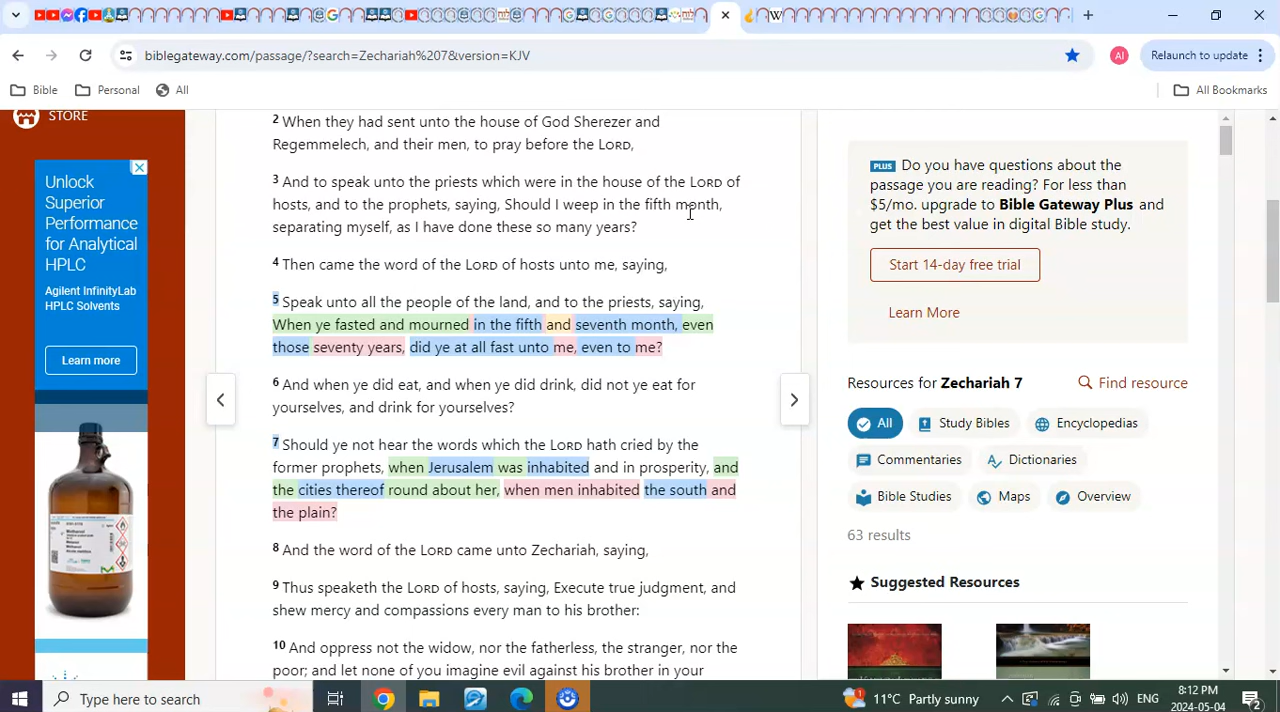 biblegateway.com/passage/?search=Zechariah%207&version=KJV
AI
Relaunch to update
Bible
Personal
All
All Bookmarks
STORE
Unlock
Superior
Performance
for Analytical
HPLC
Agilent InfinityLab
HPLC Solvents
Learn more
2 When they had sent unto the house of God Sherezer and
Regemmelech, and their men, to pray before the LORD,
3 And to speak unto the priests which were in the house of the LORD of
hosts, and to the prophets, saying, Should I weep in the fifth month,
separating myself, as I have done these so many years?
4 Then came the word of the LORD of hosts unto me, saying,
5 Speak unto all the people of the land, and to the priests, saying,
When ye fasted and mourned in the fifth and seventh month, even
those seventy years, did ye at all fast unto me, even to me?
6 And when ye did eat, and when ye did drink, did not ye eat for
yourselves, and drink for yourselves?
7 Should ye not hear the words which the LORD hath cried by the
former prophets, when Jerusalem was inhabited and in prosperity, and
the cities thereof round about her, when men inhabited the south and
the plain?
8 And the word of the LORD came unto Zechariah, saying,
9 Thus speaketh the LORD of hosts, saying, Execute true judgment, and
shew mercy and compassions every man to his brother:
10 And oppress not the widow, nor the fatherless, the stranger, nor the
poor; and let none of you imagine evil against his brother in your
PLUS Do you have questions about the
passage you are reading? For less than
$5/mo. upgrade to Bible Gateway Plus and
get the best value in digital Bible study.
Start 14-day free trial
Learn More
Resources for Zechariah 7
Find resource
All
Study Bibles
Encyclopedias
Commentaries
Dictionaries
Bible Studies
Maps
Overview
63 results
Suggested Resources
Type here to search
11°C Partly sunny
ENG
8:12 PM
2024-05-04